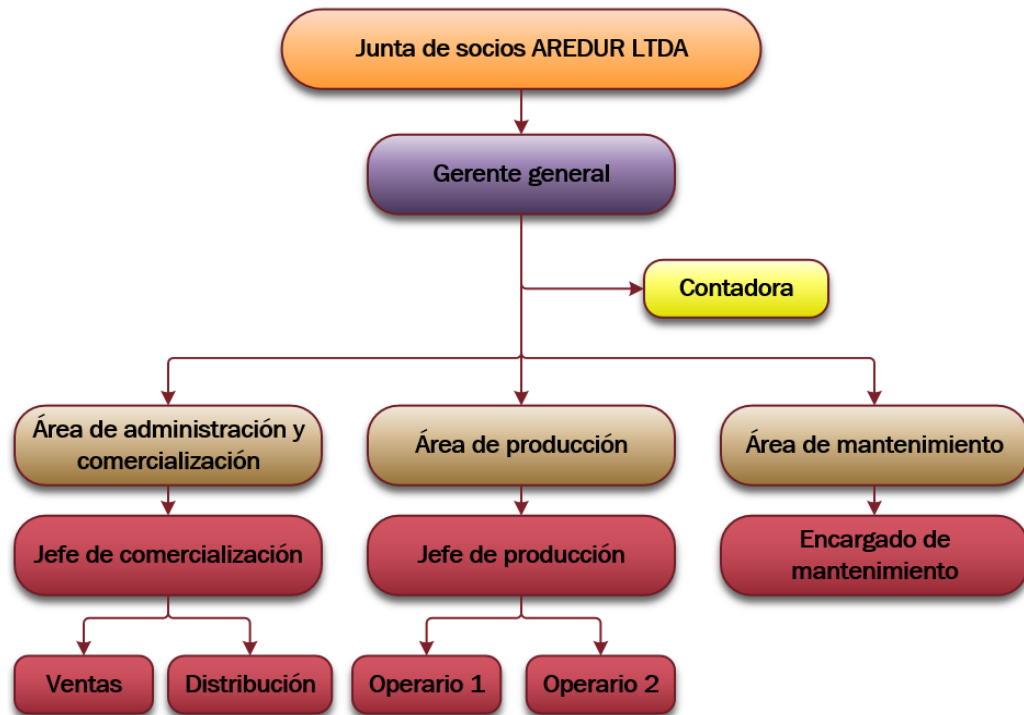 Junta de socios AREDUR LTDA
Gerente general
Contadora
Área de administración y
comercialización
Área de producción
Área de mantenimiento
Jefe de comercialización
Jefe de producción
Encargado de
mantenimiento
Ventas
Distribución
Operario 1
Operario 2